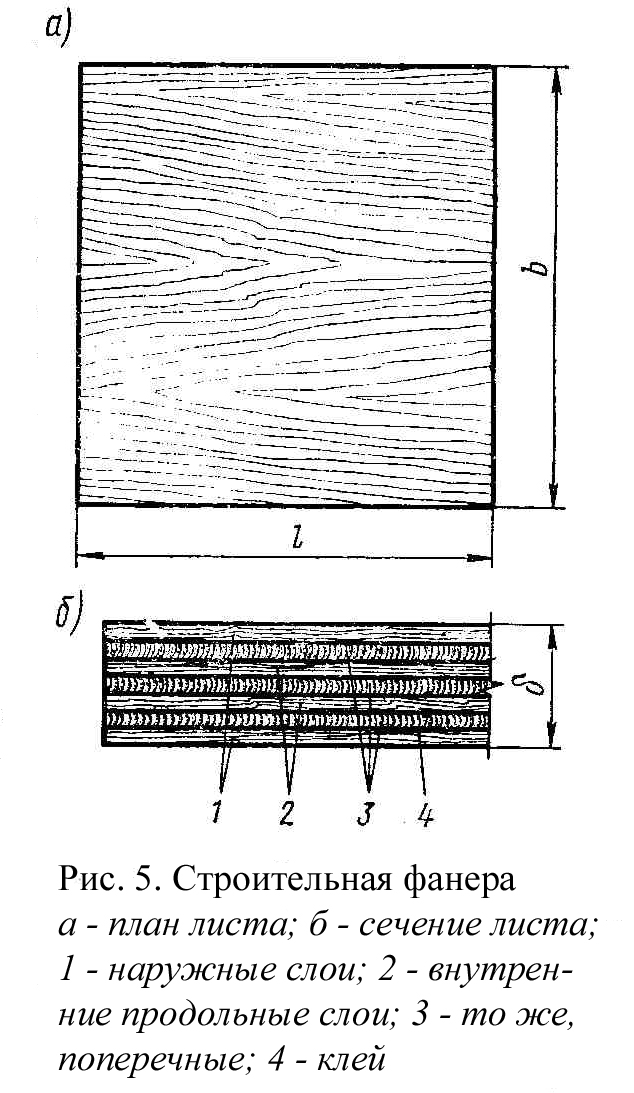 а)
b
l
б)
δ
1 2 3 4
Рис. 5. Строительная фанера
а - план листа; б - сечение листа;
1 - наружные слои; 2 - внутрен-
ние продольные слои; 3 - то же,
поперечные; 4 - клей